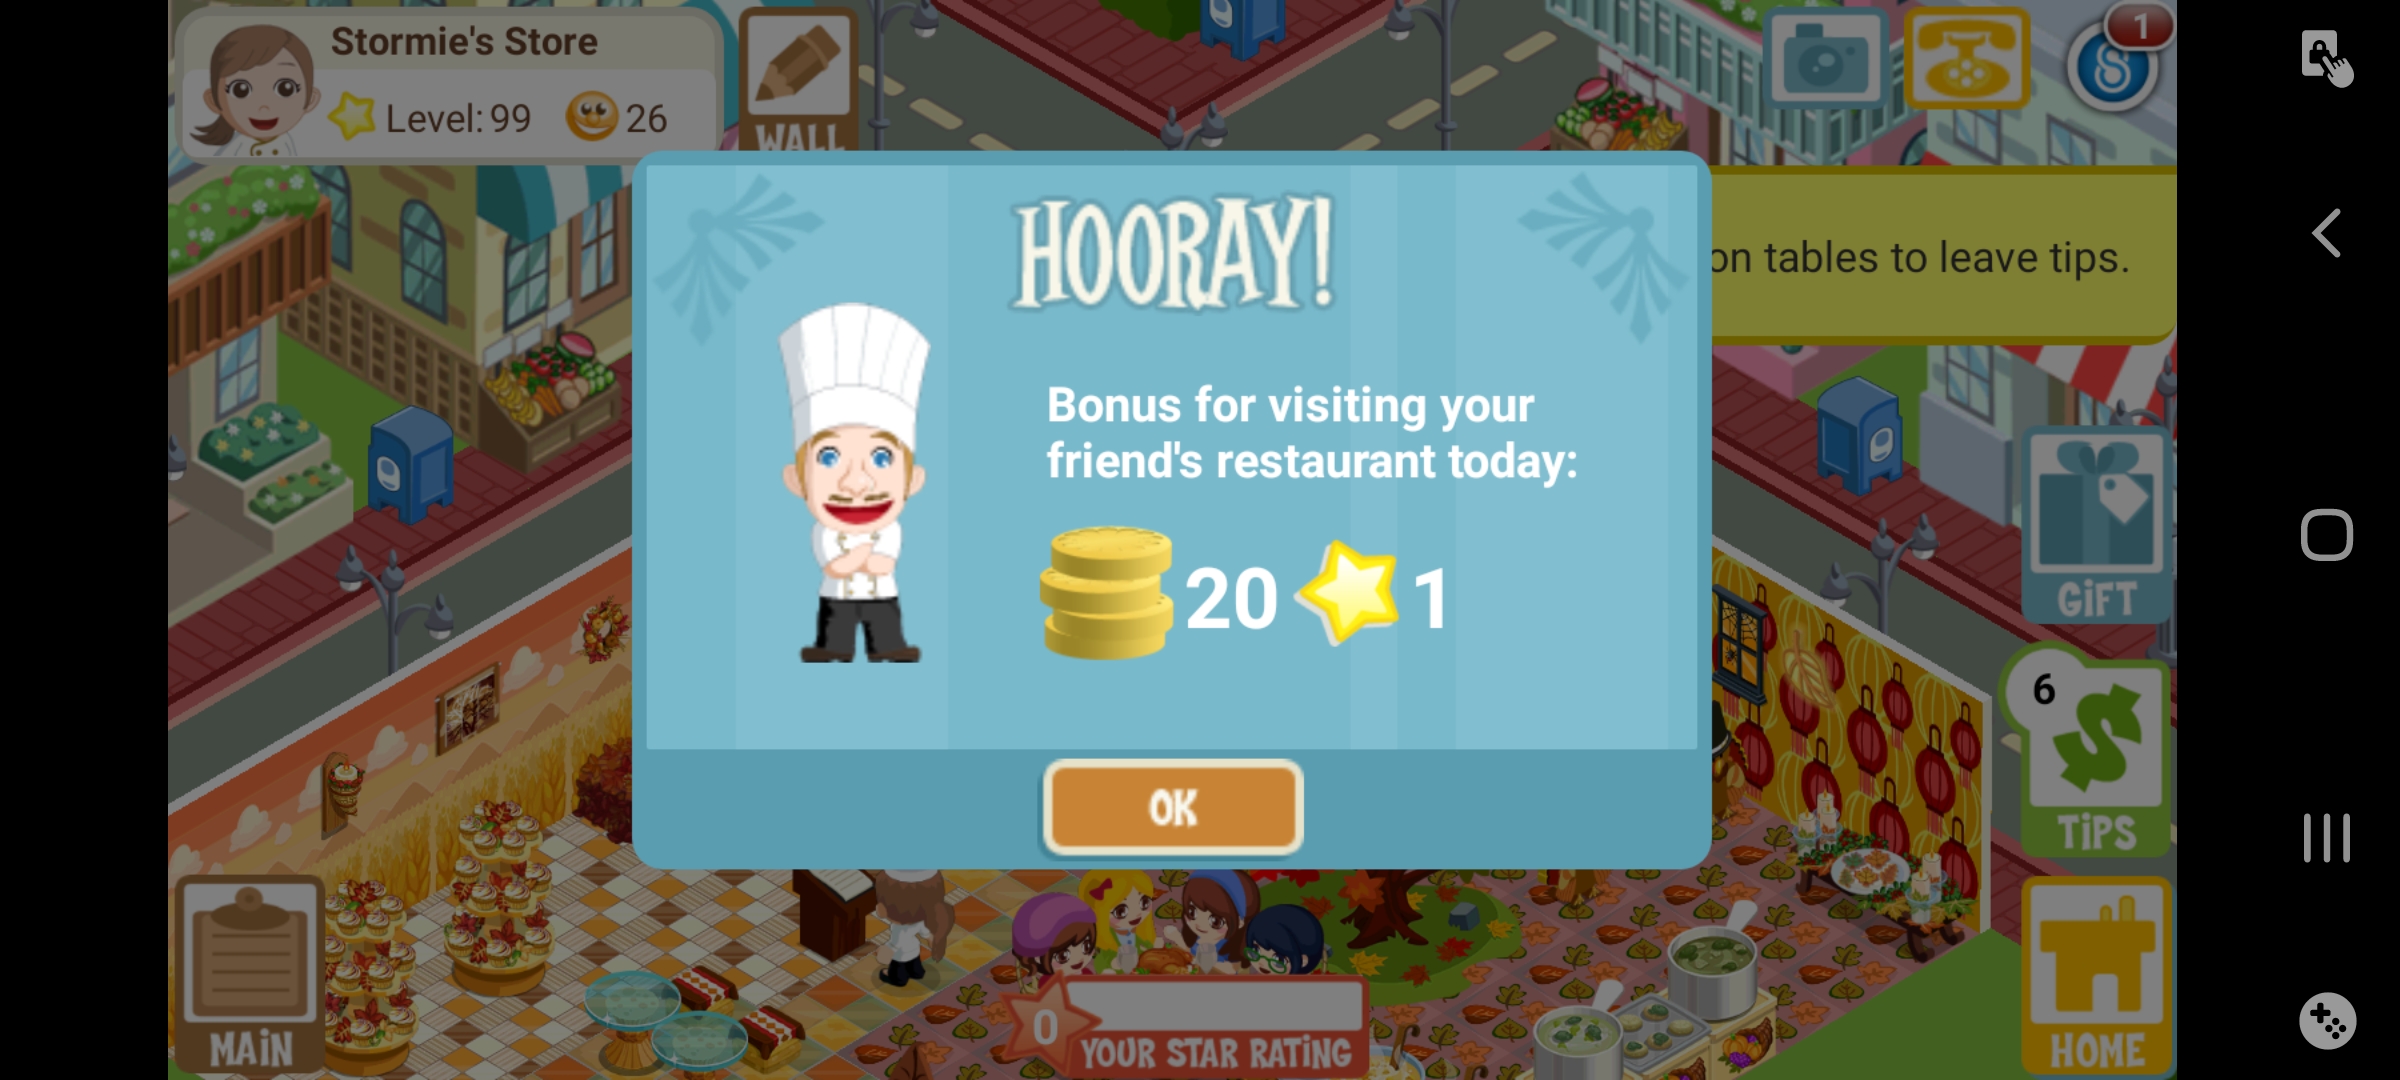 Stormie's Store
Level: 99 26
WALL
1
HOORAY!
on tables to leave tips.
Bonus for visiting your
friend's restaurant today:
20 1
OK
GIFT
6
TIPS
MAIN
0
YOUR STAR RATING
HOME